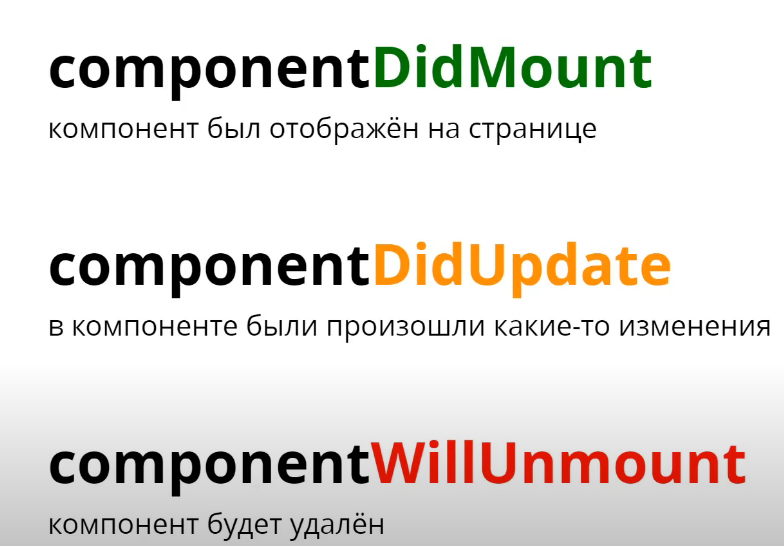 componentDidMount
компонент был отображён на странице
componentDidUpdate
в компоненте были произошли какие-то изменения
componentWillUnmount
компонент будет удалён